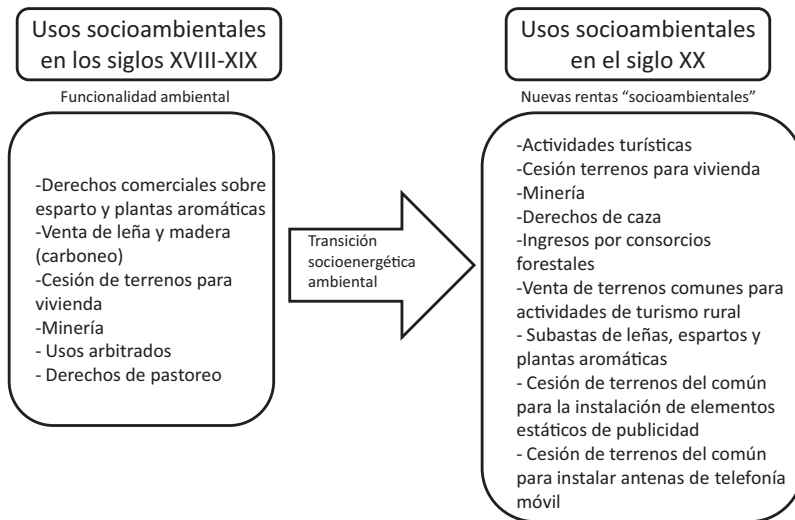 Usos socioambientales
en los siglos XVIII-XIX
Funcionalidad ambiental
-Derechos comerciales sobre
esparto y plantas aromáticas
-Venta de leña y madera
(carboneo)
-Cesión de terrenos para
vivienda
-Minería
- Usos arbitrados
- Derechos de pastoreo
Transición
socioenergética
ambiental
Usos socioambientales
en el siglo XX
Nuevas rentas “socioambientales”
-Actividades turísticas
-Cesión terrenos para vivienda
-Minería
-Derechos de caza
-Ingresos por consorcios
forestales
-Venta de terrenos comunes para
actividades de turismo rural
- Subastas de leñas, espartos y
plantas aromáticas
- Cesión de terrenos del común
para la instalación de elementos
estáticos de publicidad
- Cesión de terrenos del común
para instalar antenas de telefonía
móvil